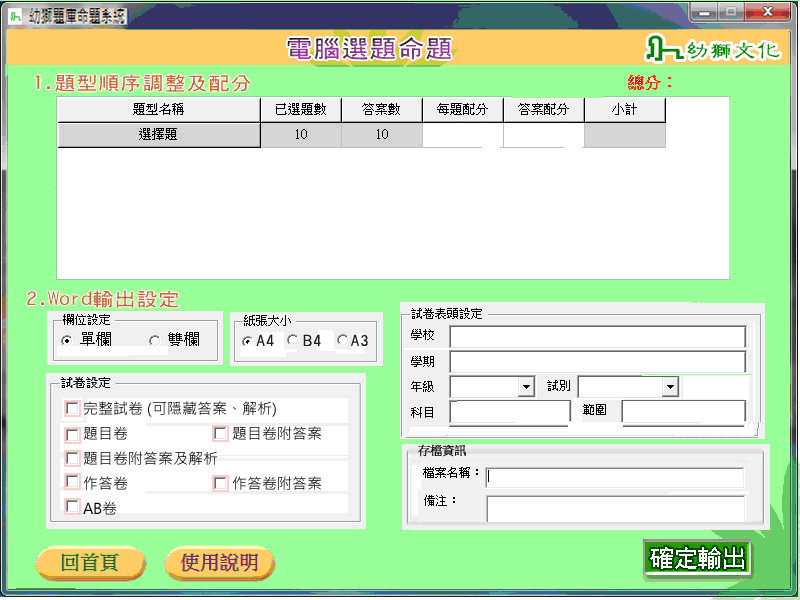 幼獅題庫命題系統
電腦選題命題
幼獅文化
1.題型順序調整及配分
總分：
題型名稱 已選題數 答案數 每題配分 答案配分 小計
選擇題 10 10
2.Word輸出設定
欄位設定
單欄 雙欄
紙張大小
A4 B4 A3
試卷設定
完整試卷 (可隱藏答案、解析)
題目卷 題目卷附答案
題目卷附答案及解析
作答卷 作答卷附答案
AB卷
試卷表頭設定
學校
學期
年級 試別
科目 範圍
存檔資訊
檔案名稱：
備注：
回首頁 使用說明 確定輸出